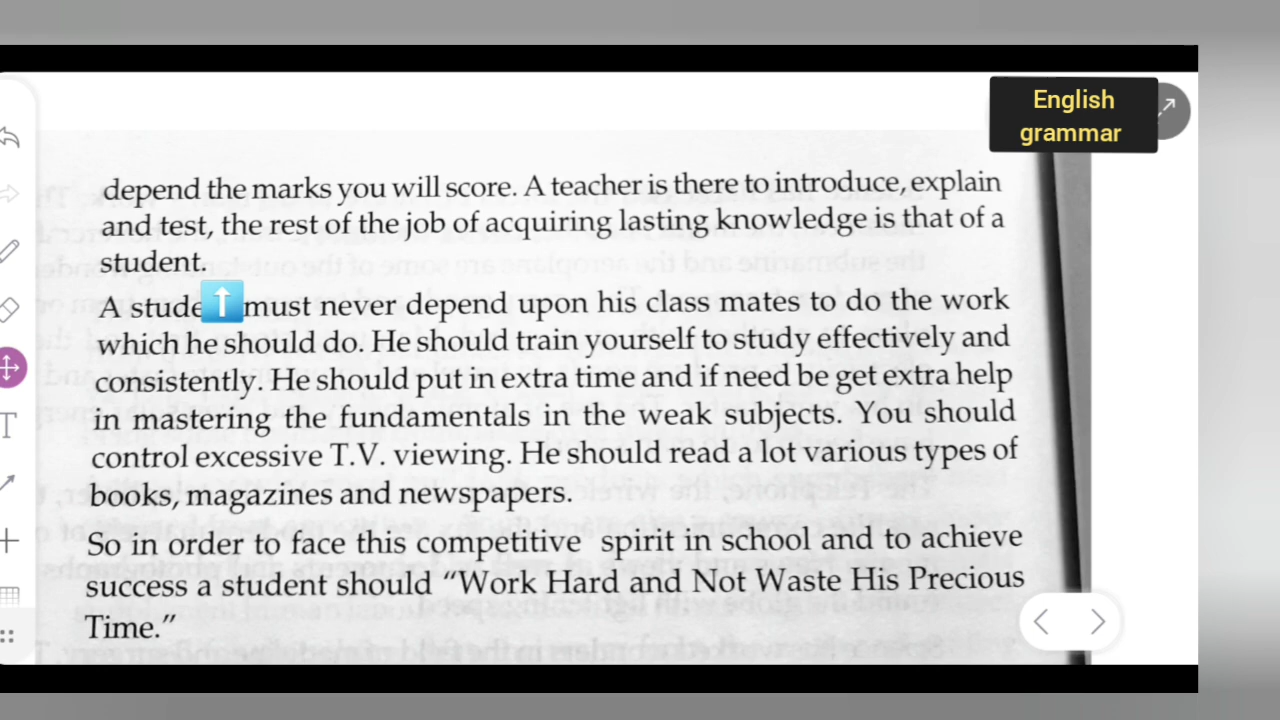 English
grammar
depend the marks you will score. A teacher is there to introduce, explain
and test, the rest of the job of acquiring lasting knowledge is that of a
student.
A stude must never depend upon his class mates to do the work
which he should do. He should train yourself to study effectively and
consistently. He should put in extra time and if need be get extra help
in mastering the fundamentals in the weak subjects. You should
control excessive T.V. viewing. He should read a lot various types of
books, magazines and newspapers.
So in order to face this competitive spirit in school and to achieve
success a student should "Work Hard and Not Waste His Precious
Time."